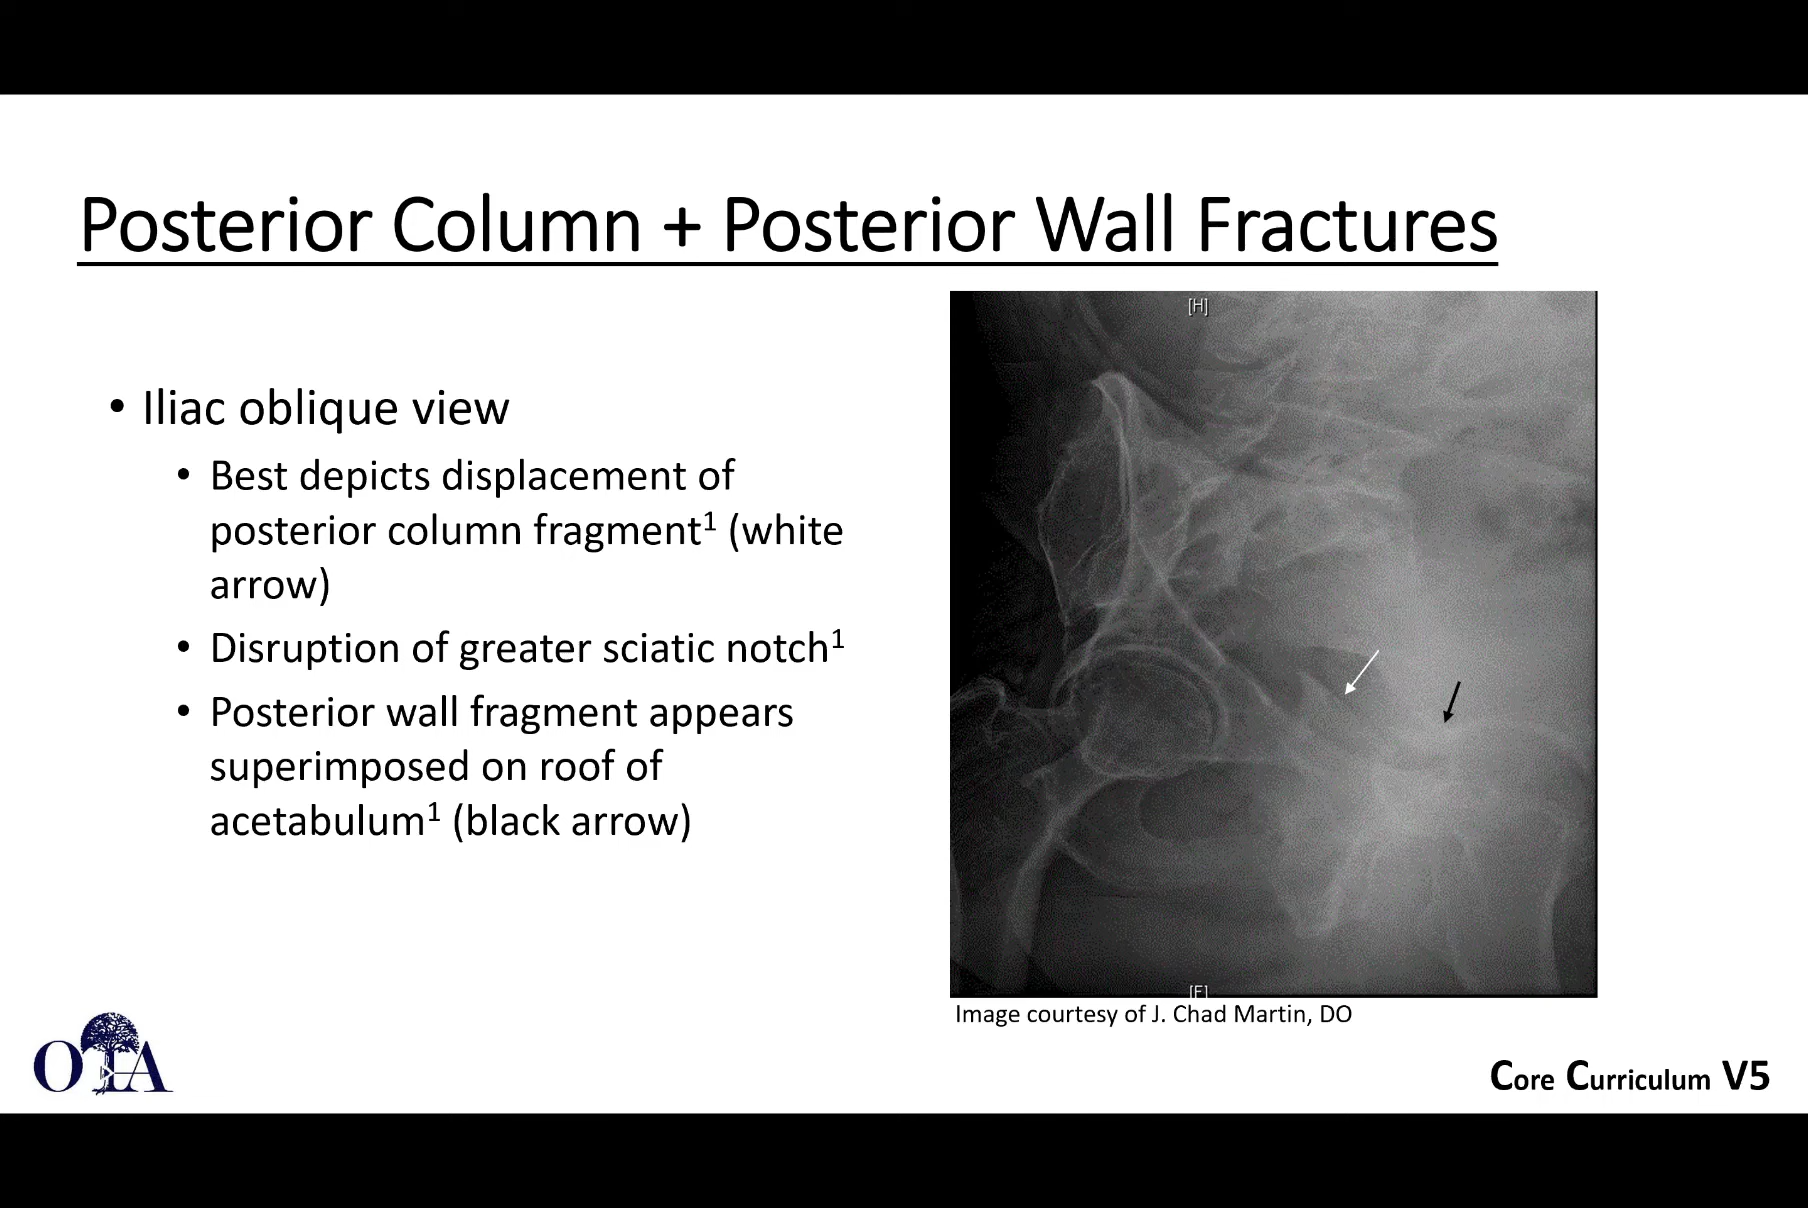 Posterior Column + Posterior Wall Fractures
[H]
• Iliac oblique view
• Best depicts displacement of
posterior column fragment¹ (white
arrow)
• Disruption of greater sciatic notch¹
• Posterior wall fragment appears
superimposed on roof of
acetabulum¹ (black arrow)
[F]
Image courtesy of J. Chad Martin, DO
OTA
Core Curriculum V5